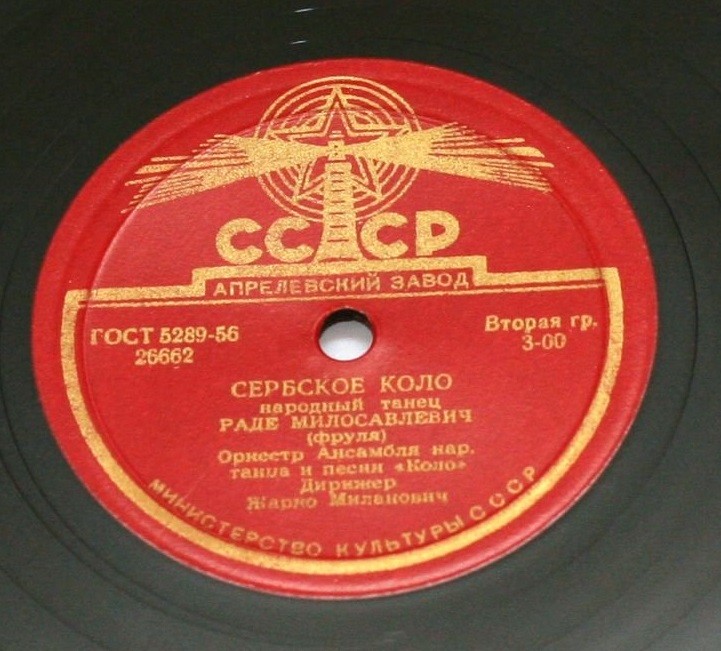 СССР
АПРЕЛЕВСКИЙ ЗАВОД
ГОСТ 5289-56
26662
Вторая гр.
3-00
СЕРБСКОЕ КОЛО
народный танец
РАДЕ МИЛОСАВЛЕВИЧ
(фруля)
Оркестр Ансамбля нар.
танца и песни «Коло»
Дирижер
Жарко Миланович
МИНИСТЕРСТВО КУЛЬТУРЫ СССР